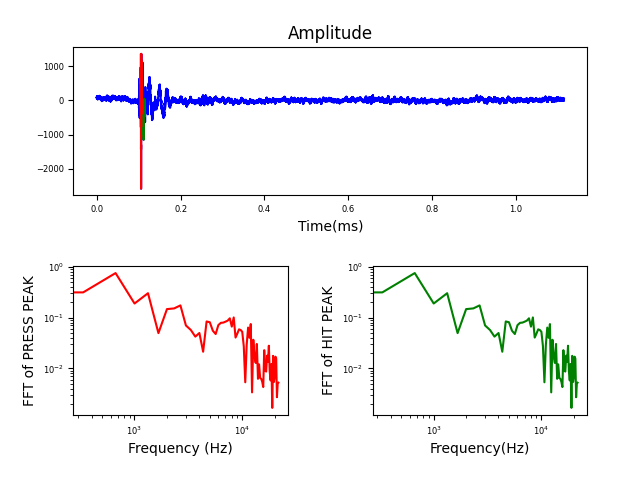 Amplitude
1000
0
−1000
−2000
0.0 0.2 0.4 0.6 0.8 1.0
Time(ms)
FFT of PRESS PEAK
10⁰
10⁻¹
10⁻²
10³ 10⁴
Frequency (Hz)
FFT of HIT PEAK
10⁰
10⁻¹
10⁻²
10³ 10⁴
Frequency(Hz)